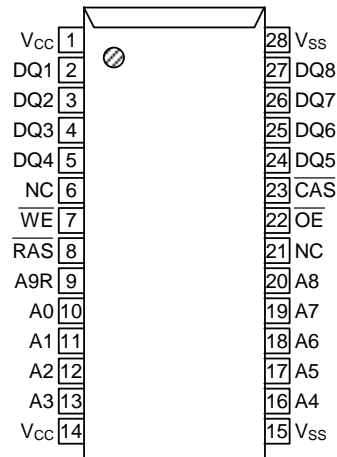 VCC 1 28 VSS
DQ1 2 27 DQ8
DQ2 3 26 DQ7
DQ3 4 25 DQ6
DQ4 5 24 DQ5
NC 6 23 CAS
WE 7 22 OE
RAS 8 21 NC
A9R 9 20 A8
A0 10 19 A7
A1 11 18 A6
A2 12 17 A5
A3 13 16 A4
VCC 14 15 VSS